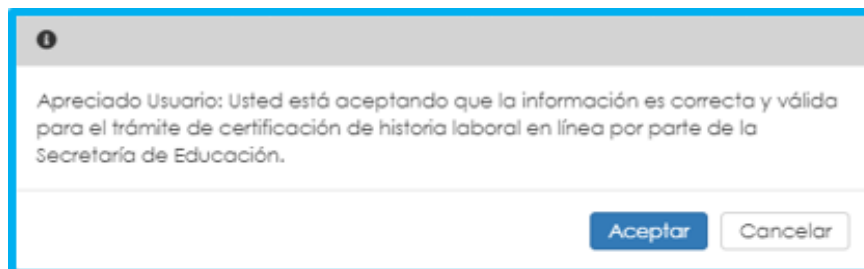 Apreciado Usuario: Usted está aceptando que la información es correcta y válida
para el trámite de certificación de historia laboral en línea por parte de la
Secretaría de Educación.
Aceptar Cancelar